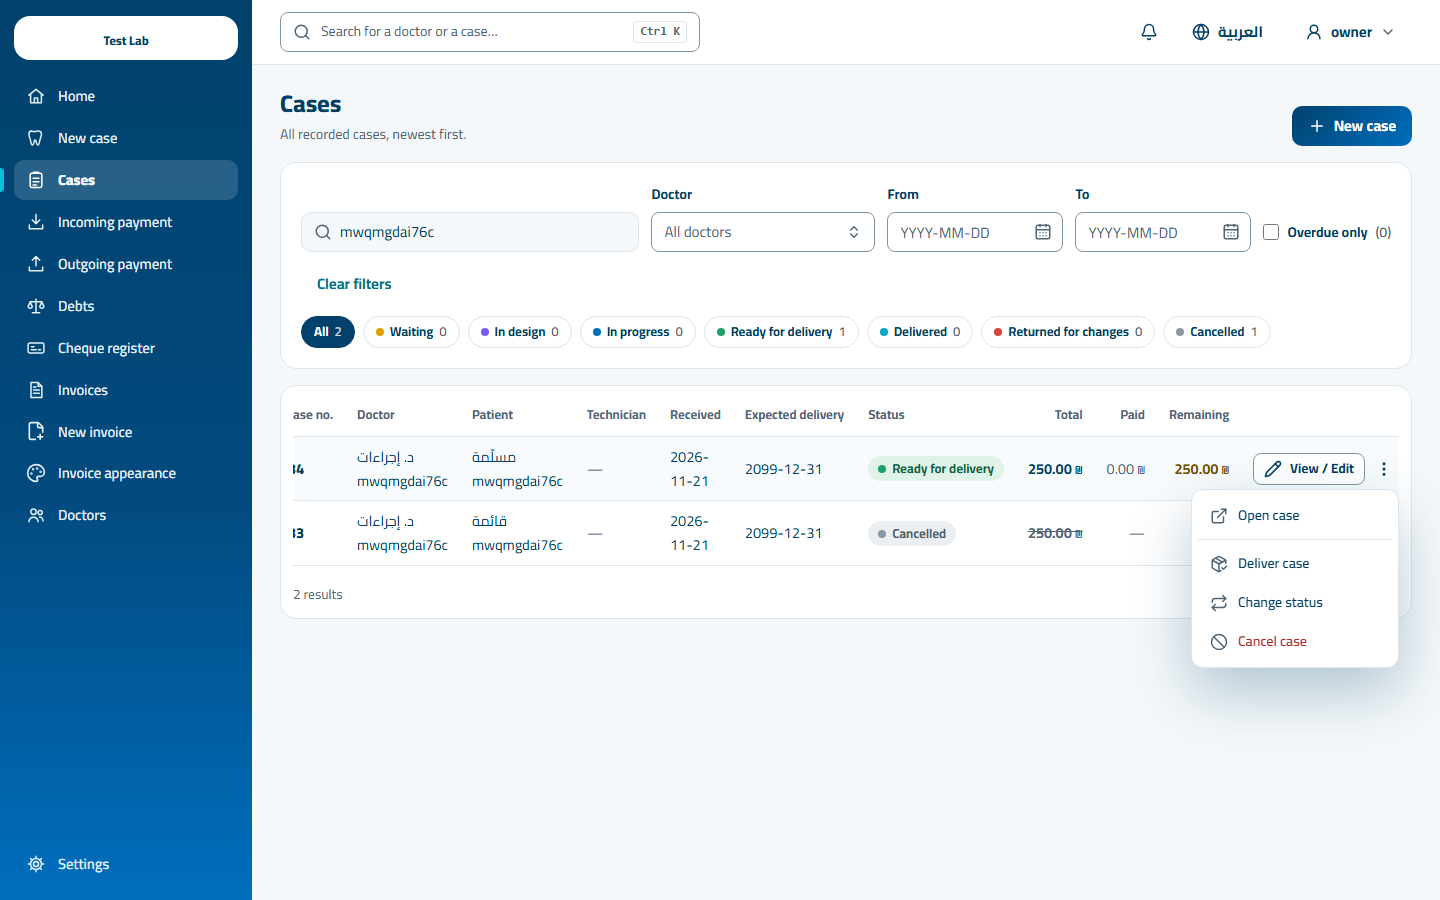 Test Lab
Home
New case
Cases
Incoming payment
Outgoing payment
Debts
Cheque register
Invoices
New invoice
Invoice appearance
Doctors
Settings
Search for a doctor or a case...
Ctrl K
العربية
owner
Cases
All recorded cases, newest first.
New case
Doctor
From
To
mwqmgdai76c
All doctors
YYYY-MM-DD
YYYY-MM-DD
Overdue only (0)
Clear filters
All 2
Waiting 0
In design 0
In progress 0
Ready for delivery 1
Delivered 0
Returned for changes 0
Cancelled 1
ase no. Doctor Patient Technician Received Expected delivery Status Total Paid Remaining
34
د. إجراءات
mwqmgdai76c
مسلّمة
mwqmgdai76c
—
2026-
11-21
2099-12-31
Ready for delivery
250.00 ₪
0.00 ₪
250.00 ₪
View / Edit
33
د. إجراءات
mwqmgdai76c
قائمة
mwqmgdai76c
—
2026-
11-21
2099-12-31
Cancelled
250.00 ₪
—
2 results
Open case
Deliver case
Change status
Cancel case